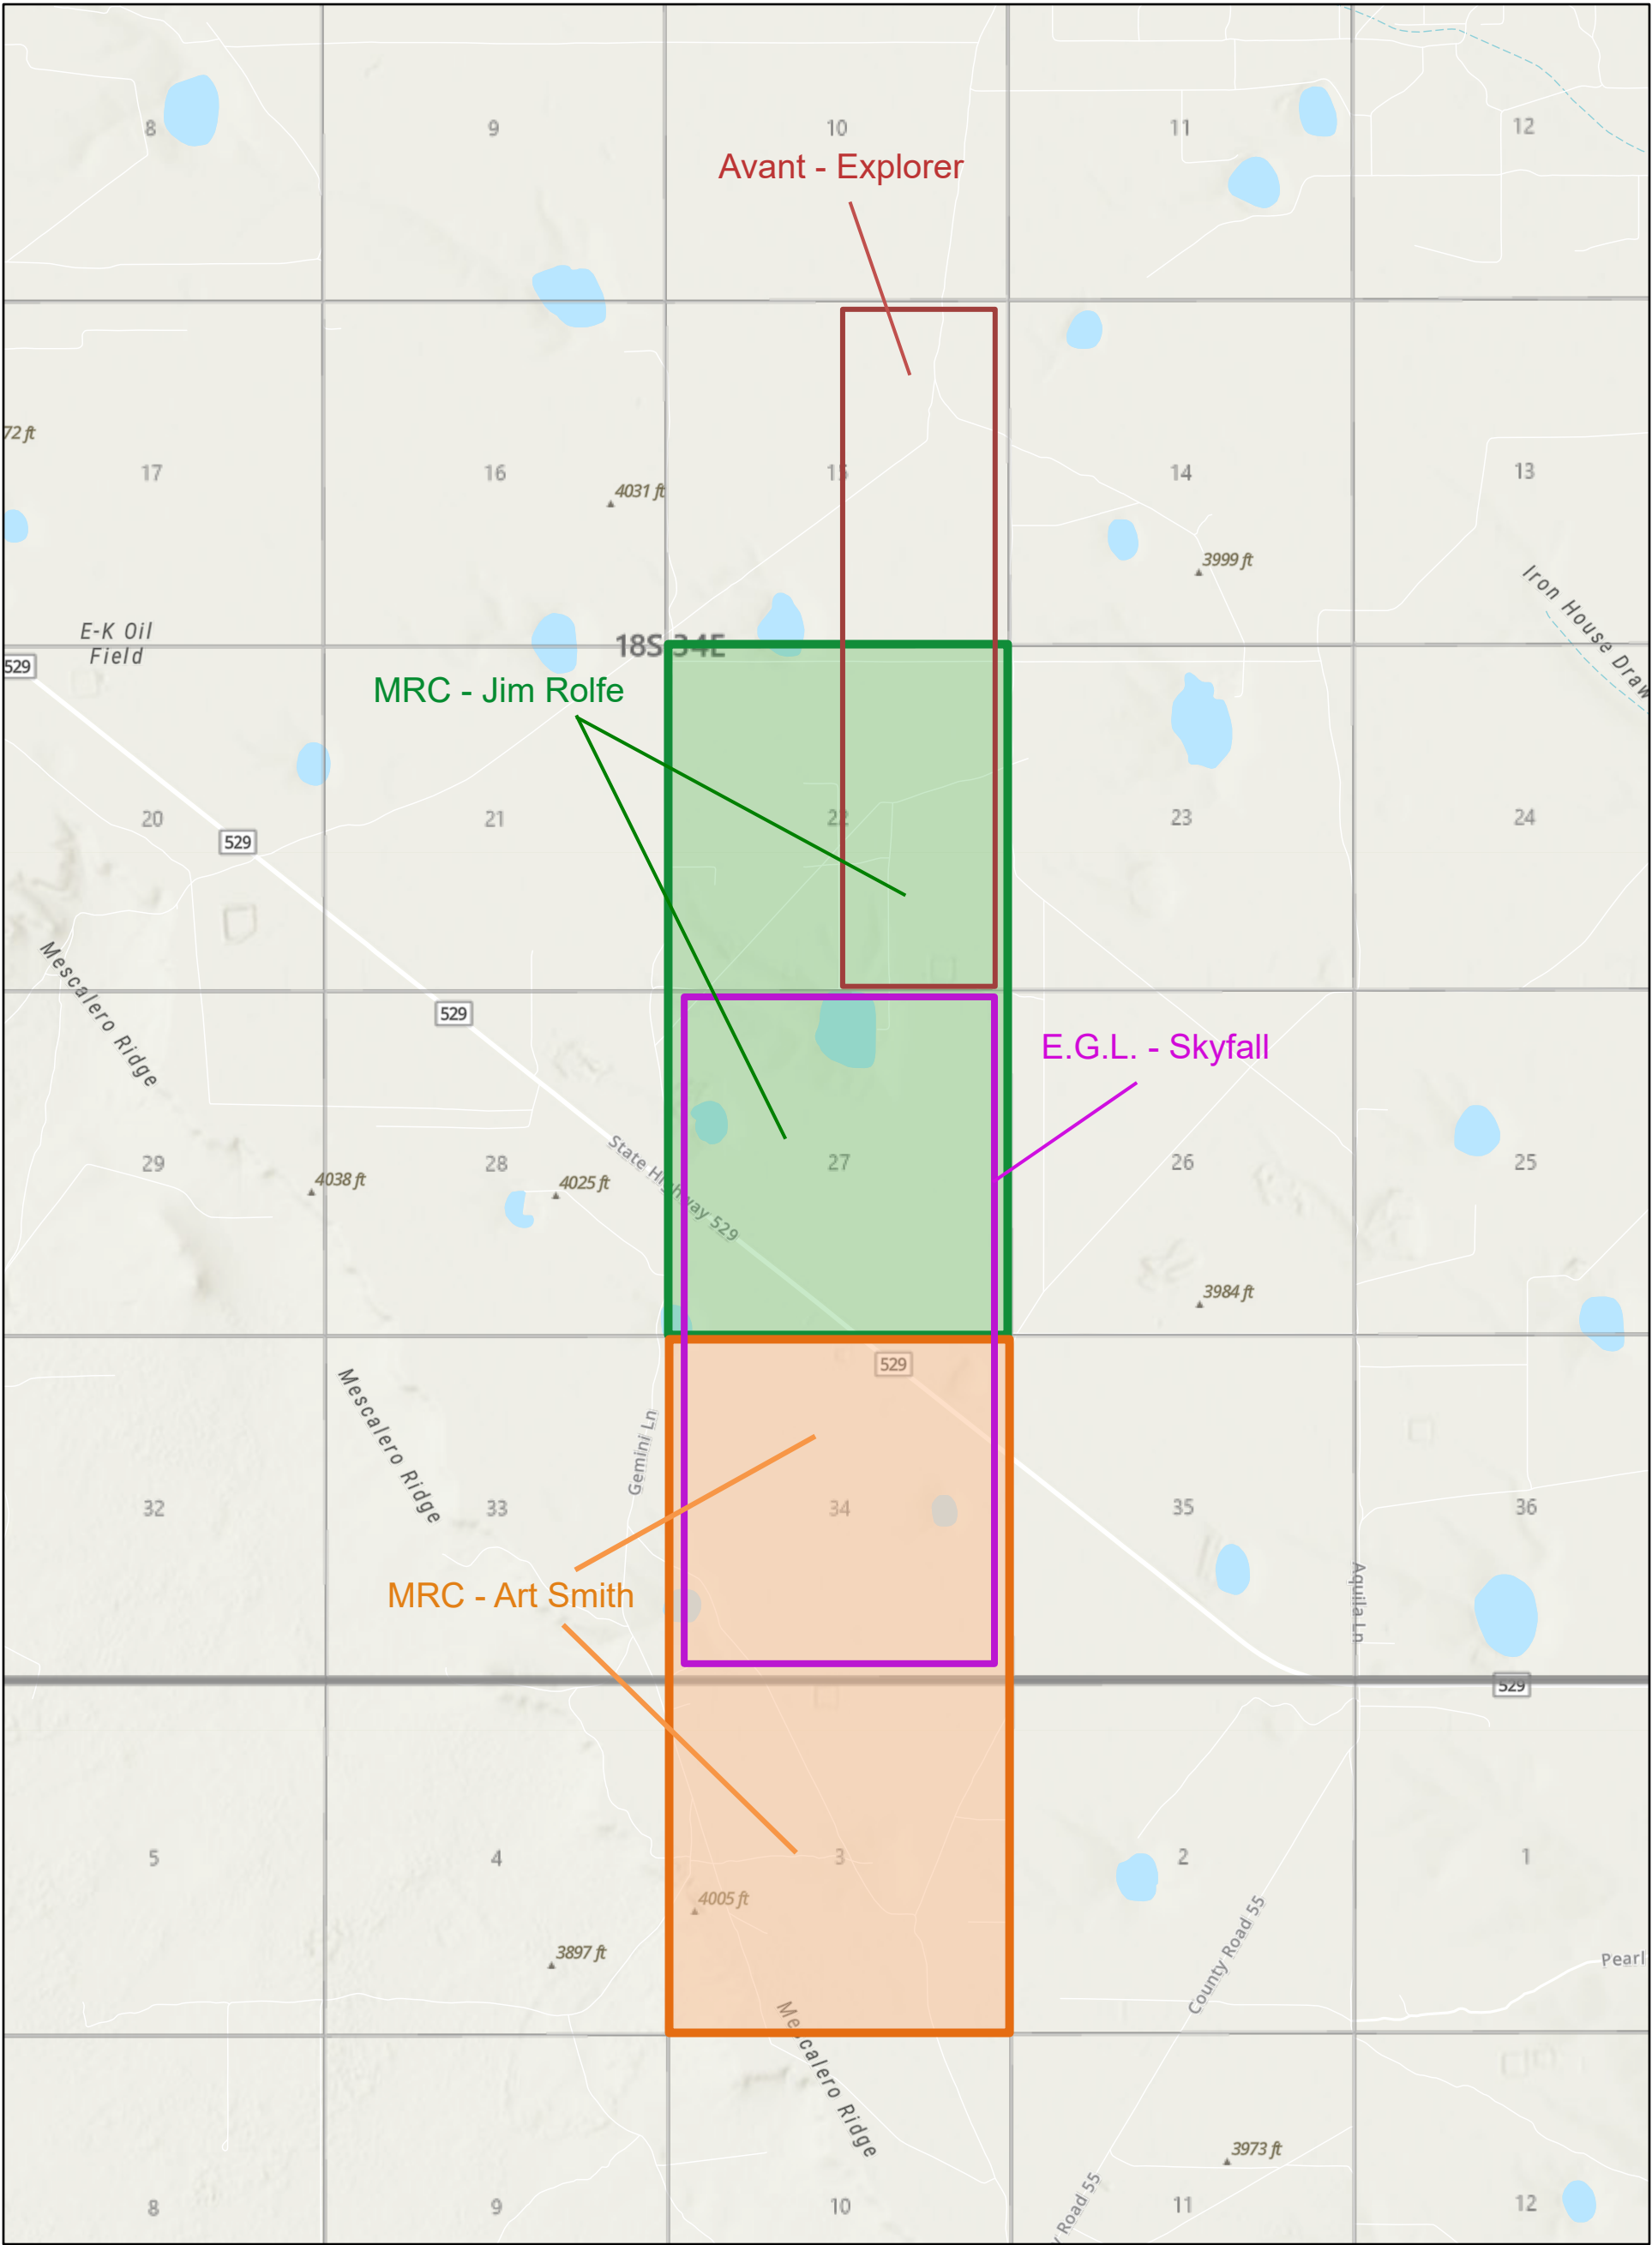 8
9
10
11
12
Avant - Explorer
72 ft
17
16
15
14
13
4031 ft
3999 ft
Iron House Draw
E-K Oil
Field
18S 34E
529
MRC - Jim Rolfe
20
21
22
23
24
529
Mescalero Ridge
529
E.G.L. - Skyfall
State Highway 529
29
28
27
26
25
4038 ft
4025 ft
3984 ft
529
Mescalero Ridge
Gemini Ln
32
33
34
35
36
MRC - Art Smith
Aquila Ln
529
5
4
3
2
1
4005 ft
3897 ft
County Road 55
Pearl
Mescalero Ridge
3973 ft
Road 55
8
9
10
11
12